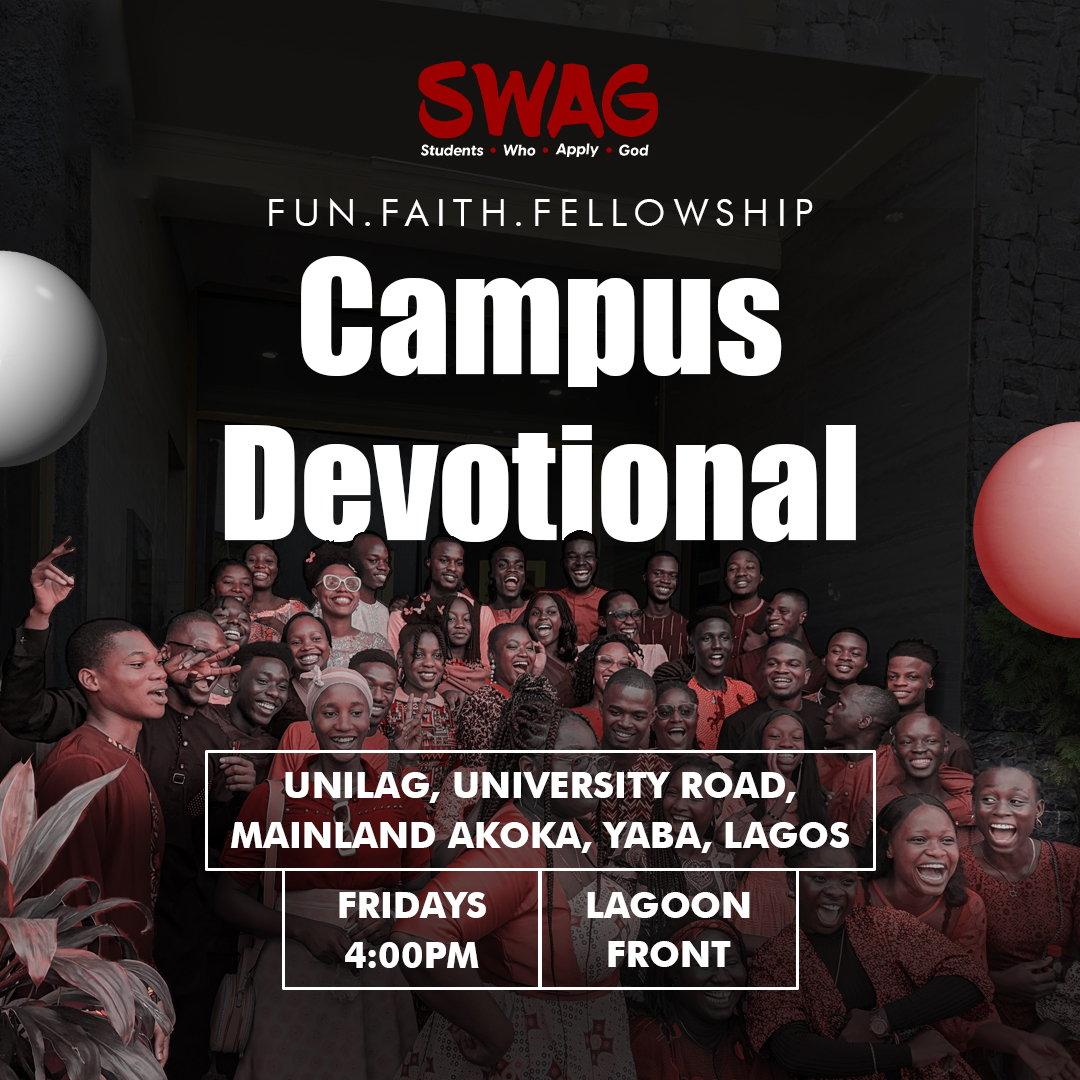 SWAG
Students • Who • Apply • God
FUN.FAITH.FELLOWSHIP
Campus
Devotional
UNILAG, UNIVERSITY ROAD,
MAINLAND AKOKA, YABA, LAGOS
FRIDAYS
4:00PM
LAGOON
FRONT